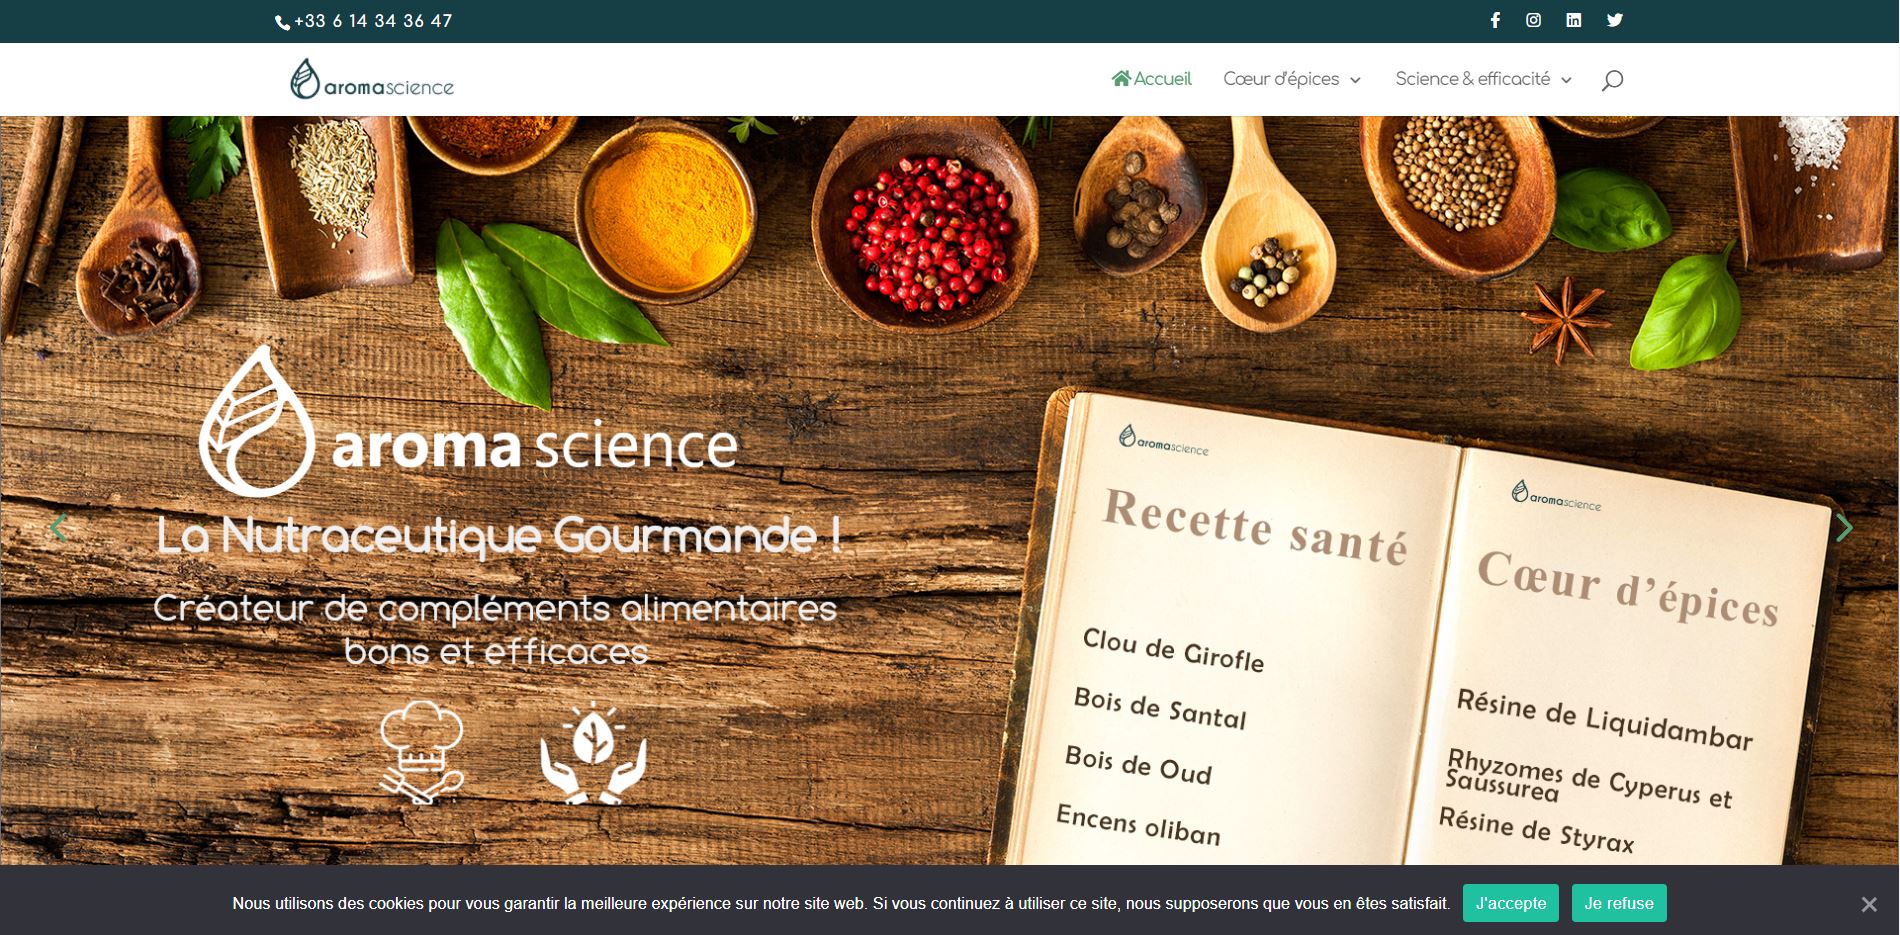 +33 6 14 34 36 47
aromascience
Accueil
Cœur d'épices
Science & efficacité
aromascience
La Nutraceutique Gourmande !
Créateur de compléments alimentaires
bons et efficaces
aromascience
Recette santé
Clou de Girofle
Bois de Santal
Bois de Oud
Encens oliban
aromascience
Cœur d'épices
Résine de Liquidambar
Rhyzomes de Cyperus et
Saussurea
Résine de Styrax
Nous utilisons des cookies pour vous garantir la meilleure expérience sur notre site web. Si vous continuez à utiliser ce site, nous supposerons que vous en êtes satisfait.
J'accepte
Je refuse